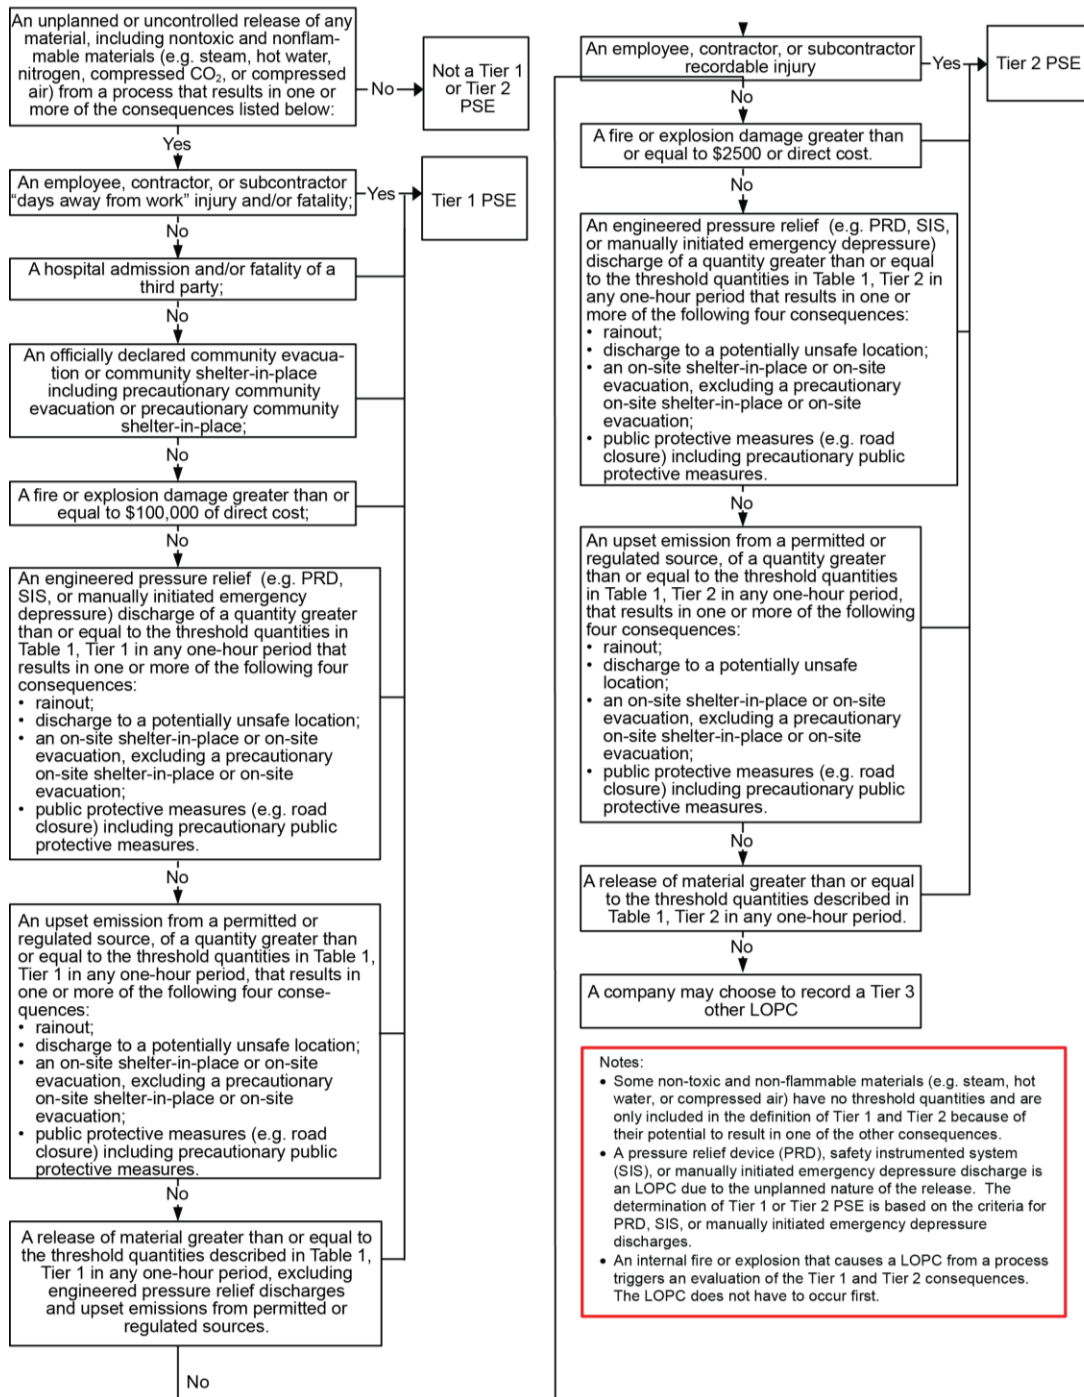 An unplanned or uncontrolled release of any
material, including nontoxic and nonflam-
mable materials (e.g. steam, hot water,
nitrogen, compressed CO₂, or compressed
air) from a process that results in one or
more of the consequences listed below:
No
Not a Tier 1
or Tier 2
PSE
Yes
An employee, contractor, or subcontractor
“days away from work” injury and/or fatality;
Yes
Tier 1 PSE
No
A hospital admission and/or fatality of a
third party;
No
An officially declared community evacua-
tion or community shelter-in-place
including precautionary community
evacuation or precautionary community
shelter-in-place;
No
A fire or explosion damage greater than or
equal to $100,000 of direct cost;
No
An engineered pressure relief (e.g. PRD,
SIS, or manually initiated emergency
depressure) discharge of a quantity greater
than or equal to the threshold quantities in
Table 1, Tier 1 in any one-hour period that
results in one or more of the following four
consequences:
• rainout;
• discharge to a potentially unsafe location;
• an on-site shelter-in-place or on-site
evacuation, excluding a precautionary
on-site shelter-in-place or on-site
evacuation;
• public protective measures (e.g. road
closure) including precautionary public
protective measures.
No
An upset emission from a permitted or
regulated source, of a quantity greater than
or equal to the threshold quantities in Table 1,
Tier 1 in any one-hour period, that results in
one or more of the following four conse-
quences:
• rainout;
• discharge to a potentially unsafe location;
• an on-site shelter-in-place or on-site
evacuation, excluding a precautionary
on-site shelter-in-place or on-site
evacuation;
• public protective measures (e.g. road
closure) including precautionary public
protective measures.
No
A release of material greater than or equal to
the threshold quantities described in Table 1,
Tier 1 in any one-hour period, excluding
engineered pressure relief discharges
and upset emissions from permitted or
regulated sources.
No
An employee, contractor, or subcontractor
recordable injury
Yes
Tier 2 PSE
No
A fire or explosion damage greater than
or equal to $2500 or direct cost.
No
An engineered pressure relief (e.g. PRD, SIS,
or manually initiated emergency depressure)
discharge of a quantity greater than or equal
to the threshold quantities in Table 1, Tier 2 in
any one-hour period that results in one or
more of the following four consequences:
• rainout;
• discharge to a potentially unsafe location;
• an on-site shelter-in-place or on-site
evacuation, excluding a precautionary
on-site shelter-in-place or on-site
evacuation;
• public protective measures (e.g. road
closure) including precautionary public
protective measures.
No
An upset emission from a permitted or
regulated source, of a quantity greater
than or equal to the threshold quantities
in Table 1, Tier 2 in any one-hour period,
that results in one or more of the following
four consequences:
• rainout;
• discharge to a potentially unsafe
location;
• an on-site shelter-in-place or on-site
evacuation, excluding a precautionary
on-site shelter-in-place or on-site
evacuation;
• public protective measures (e.g. road
closure) including precautionary public
protective measures.
No
A release of material greater than or equal
to the threshold quantities described in
Table 1, Tier 2 in any one-hour period.
No
A company may choose to record a Tier 3
other LOPC
Notes:
• Some non-toxic and non-flammable materials (e.g. steam, hot
water, or compressed air) have no threshold quantities and are
only included in the definition of Tier 1 and Tier 2 because of
their potential to result in one of the other consequences.
• A pressure relief device (PRD), safety instrumented system
(SIS), or manually initiated emergency depressure discharge is
an LOPC due to the unplanned nature of the release. The
determination of Tier 1 or Tier 2 PSE is based on the criteria for
PRD, SIS, or manually initiated emergency depressure
discharges.
• An internal fire or explosion that causes a LOPC from a process
triggers an evaluation of the Tier 1 and Tier 2 consequences.
The LOPC does not have to occur first.